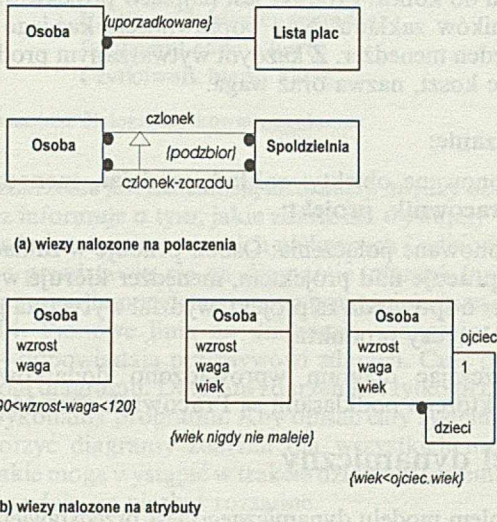 Osoba
{uporzadkowane}
Lista plac
Osoba
czlonek
{podzbior}
czlonek-zarzadu
Spoldzielnia
(a) wiezy nalozone na polaczenia
Osoba
wzrost
waga
90<wzrost-waga<120}
Osoba
wzrost
waga
wiek
{wiek nigdy nie maleje}
Osoba
wzrost
waga
wiek
ojciec
1
dzieci
{wiek<ojciec.wiek}
b) wiezy nalozone na atrybuty